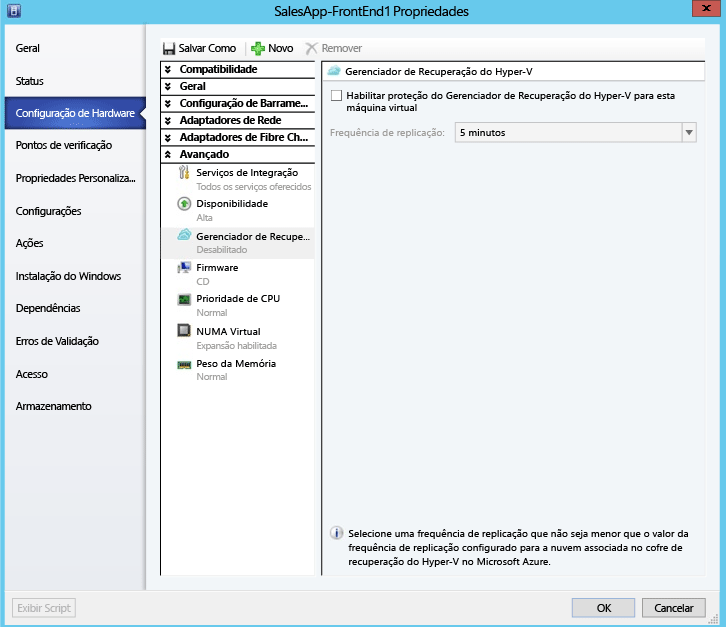 SalesApp-FrontEnd1 Propriedades
Geral
Status
Configuração de Hardware
Pontos de verificação
Propriedades Personaliza...
Configurações
Ações
Instalação do Windows
Dependências
Erros de Validação
Acesso
Armazenamento
Salvar Como
Novo
Remover
Compatibilidade
Geral
Configuração de Barrame...
Adaptadores de Rede
Adaptadores de Fibre Ch...
Avançado
Serviços de Integração
Todos os serviços oferecidos
Disponibilidade
Alta
Gerenciador de Recupe...
Desabilitado
Firmware
CD
Prioridade de CPU
Normal
NUMA Virtual
Expansão habilitada
Peso da Memória
Normal
Gerenciador de Recuperação do Hyper-V
Habilitar proteção do Gerenciador de Recuperação do Hyper-V para esta
máquina virtual
Frequência de replicação:
5 minutos
Selecione uma frequência de replicação que não seja menor que o valor da
frequência de replicação configurado para a nuvem associada no cofre de
recuperação do Hyper-V no Microsoft Azure.
Exibir Script
OK
Cancelar